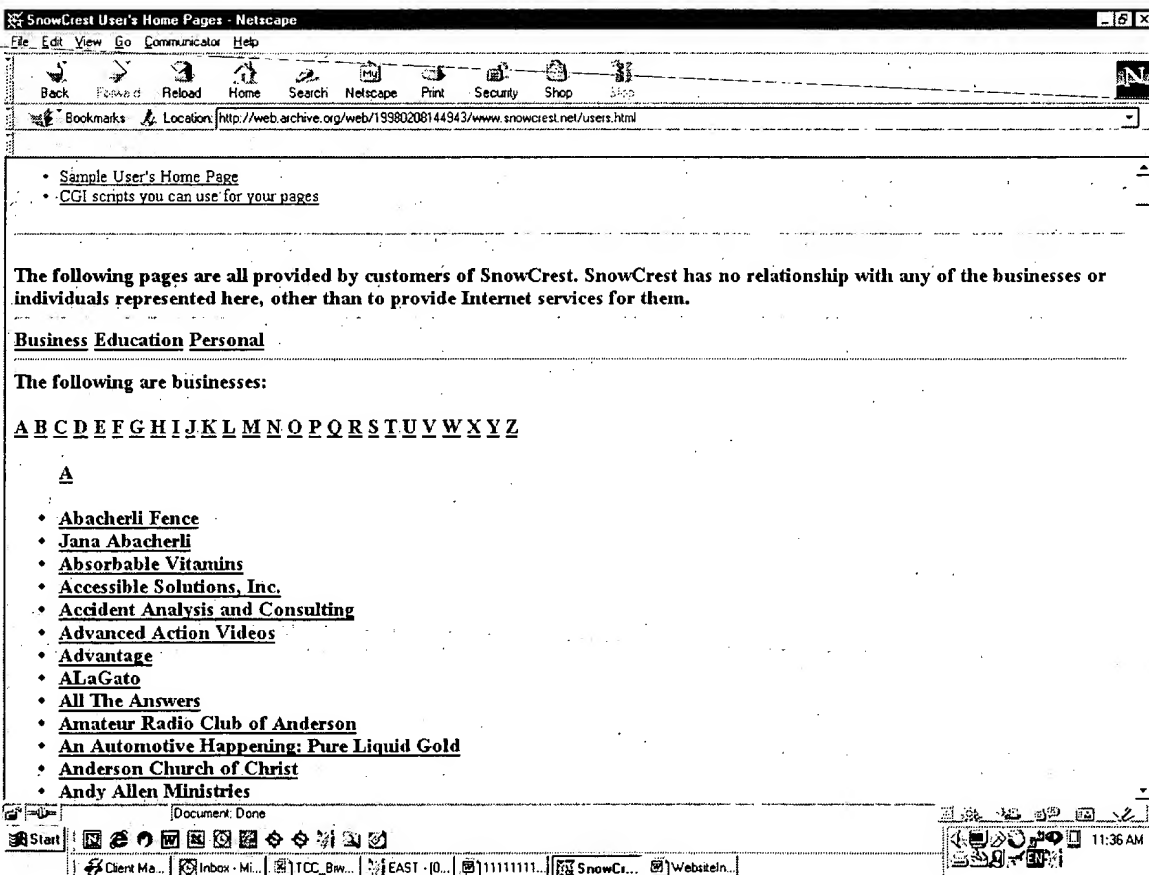 SnowCrest User's Home Pages - Netscape
File Edit View Go Communicator Help
Back Forward Reload Home Search Netscape Print Security Shop Stop
Bookmarks Location: http://web.archive.org/web/19980208144943/www.snowcrest.net/users.html
Sample User's Home Page
CGI scripts you can use for your pages
The following pages are all provided by customers of SnowCrest. SnowCrest has no relationship with any of the businesses or
individuals represented here, other than to provide Internet services for them.
Business Education Personal
The following are businesses:
A B C D E F G H I J K L M N O P Q R S T U V W X Y Z
A
Abacherli Fence
Jana Abacherli
Absorbable Vitamins
Accessible Solutions, Inc.
Accident Analysis and Consulting
Advanced Action Videos
Advantage
ALaGato
All The Answers
Amateur Radio Club of Anderson
An Automotive Happening: Pure Liquid Gold
Anderson Church of Christ
Andy Allen Ministries
Document: Done
Start 11:36 AM
Client Ma... Inbox - Mi... TCC_Brw... EAST - [0... 11111111... SnowCr... WebsiteIn... EN